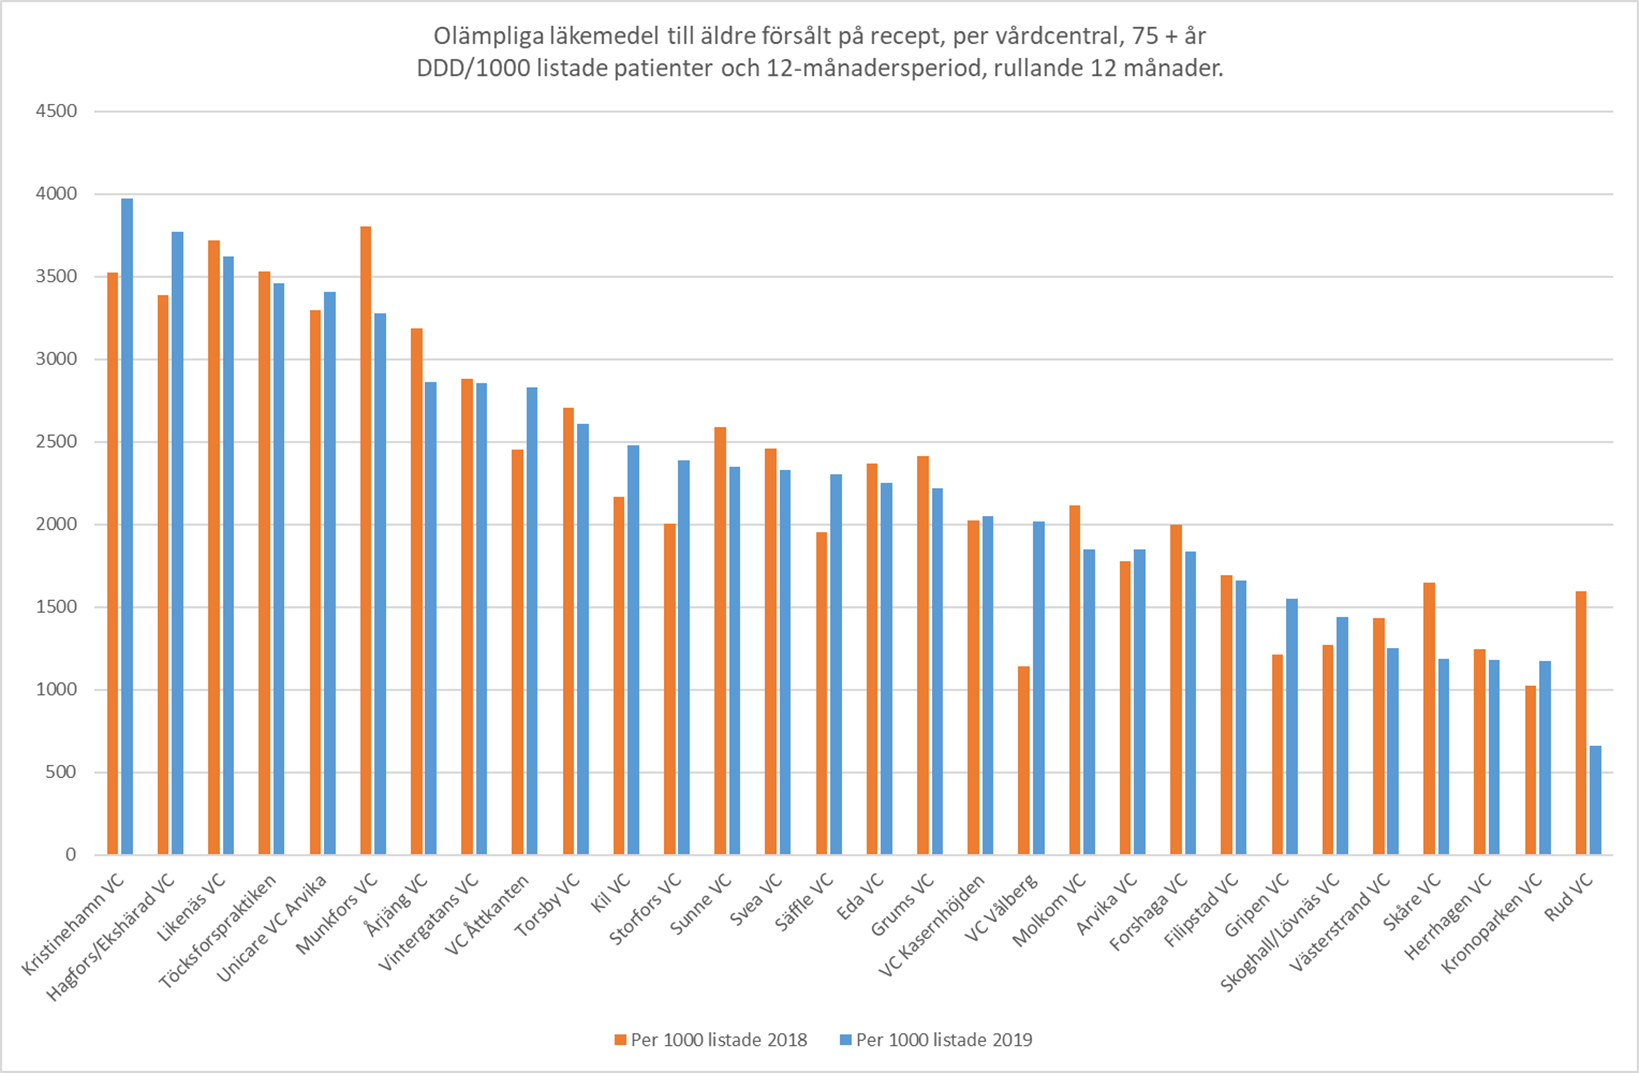 Olämpliga läkemedel till äldre försålt på recept, per vårdcentral, 75 + år
DDD/1000 listade patienter och 12-månadersperiod, rullande 12 månader.
4500
4000
3500
3000
2500
2000
1500
1000
500
0
Kristinehamn VC
Hagfors/Ekshärad VC
Likenäs VC
Töcksforspraktiken
Unicare VC Arvika
Munkfors VC
Årjäng VC
Vintergatans VC
VC Åttkanten
Torsby VC
Kil VC
Storfors VC
Sunne VC
Svea VC
Säffle VC
Eda VC
Grums VC
VC Kasernhöjden
VC Vålberg
Molkom VC
Arvika VC
Forshaga VC
Filipstad VC
Gripen VC
Skoghall/Lövnäs VC
Västerstrand VC
Skåre VC
Herrhagen VC
Kronoparken VC
Rud VC
Per 1000 listade 2018
Per 1000 listade 2019